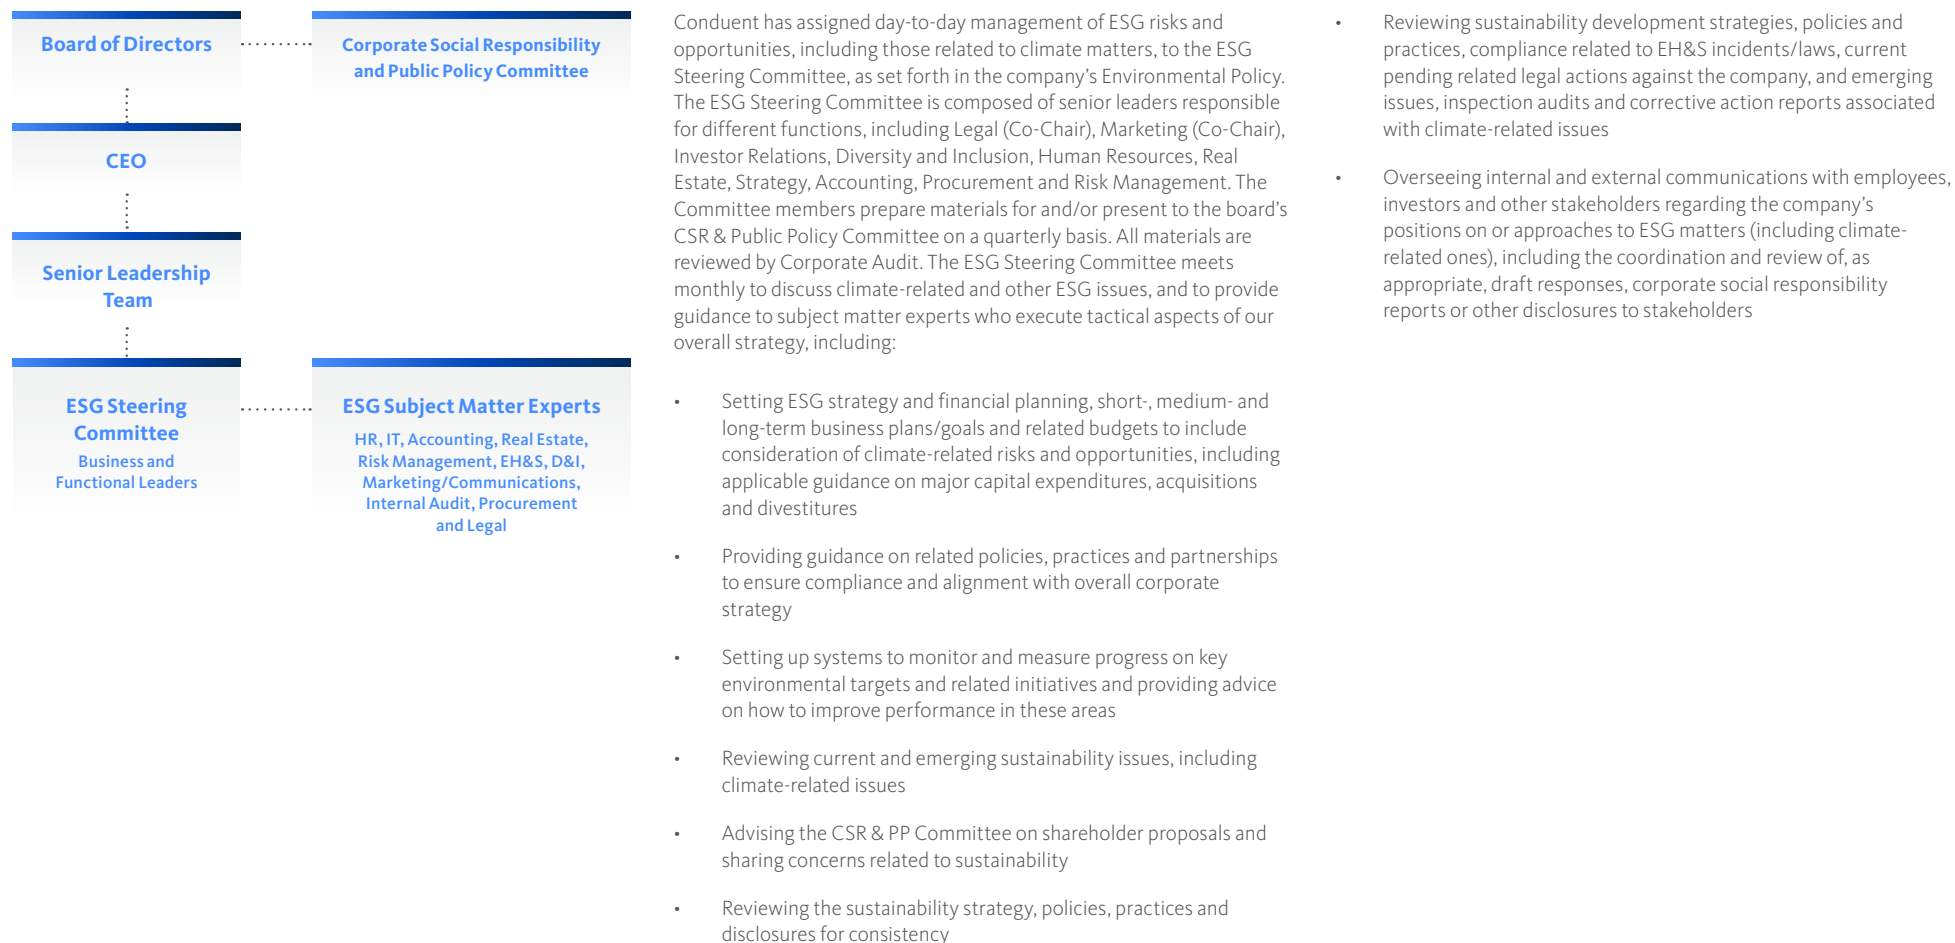 Board of Directors
Corporate Social Responsibility
and Public Policy Committee
CEO
Senior Leadership
Team
ESG Steering
Committee
Business and
Functional Leaders
ESG Subject Matter Experts
HR, IT, Accounting, Real Estate,
Risk Management, EH&S, D&I,
Marketing/Communications,
Internal Audit, Procurement
and Legal
Conduent has assigned day-to-day management of ESG risks and
opportunities, including those related to climate matters, to the ESG
Steering Committee, as set forth in the company’s Environmental Policy.
The ESG Steering Committee is composed of senior leaders responsible
for different functions, including Legal (Co-Chair), Marketing (Co-Chair),
Investor Relations, Diversity and Inclusion, Human Resources, Real
Estate, Strategy, Accounting, Procurement and Risk Management. The
Committee members prepare materials for and/or present to the board’s
CSR & Public Policy Committee on a quarterly basis. All materials are
reviewed by Corporate Audit. The ESG Steering Committee meets
monthly to discuss climate-related and other ESG issues, and to provide
guidance to subject matter experts who execute tactical aspects of our
overall strategy, including:
• Setting ESG strategy and financial planning, short-, medium- and
long-term business plans/goals and related budgets to include
consideration of climate-related risks and opportunities, including
applicable guidance on major capital expenditures, acquisitions
and divestitures
• Providing guidance on related policies, practices and partnerships
to ensure compliance and alignment with overall corporate
strategy
• Setting up systems to monitor and measure progress on key
environmental targets and related initiatives and providing advice
on how to improve performance in these areas
• Reviewing current and emerging sustainability issues, including
climate-related issues
• Advising the CSR & PP Committee on shareholder proposals and
sharing concerns related to sustainability
• Reviewing the sustainability strategy, policies, practices and
disclosures for consistency
• Reviewing sustainability development strategies, policies and
practices, compliance related to EH&S incidents/laws, current
pending related legal actions against the company, and emerging
issues, inspection audits and corrective action reports associated
with climate-related issues
• Overseeing internal and external communications with employees,
investors and other stakeholders regarding the company’s
positions on or approaches to ESG matters (including climate-
related ones), including the coordination and review of, as
appropriate, draft responses, corporate social responsibility
reports or other disclosures to stakeholders